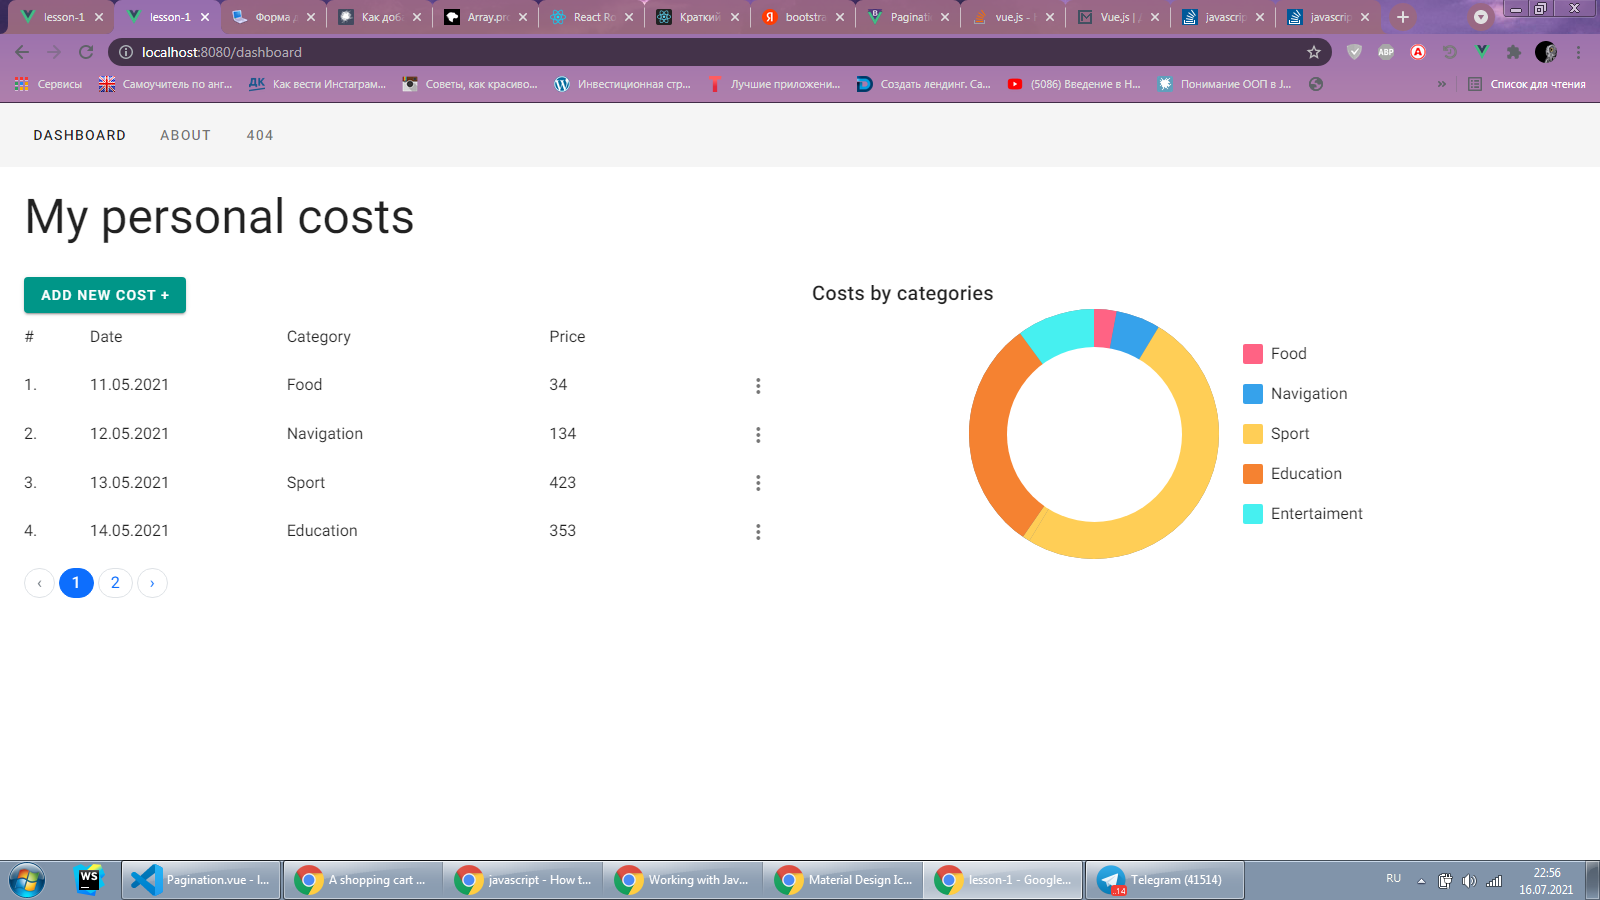 lesson-1
lesson-1
Форма д
Как доба
Array.pro
React Ro
Краткий
bootstra
Paginati
vue.js - H
Vue.js | Д
javascrip
javascrip
localhost:8080/dashboard
Сервисы
Самоучитель по анг...
Как вести Инстаграм...
Советы, как красиво...
Инвестиционная стр...
Лучшие приложени...
Создать лендинг. Са...
(5086) Введение в H...
Понимание ООП в J...
Список для чтения
DASHBOARD ABOUT 404
My personal costs
ADD NEW COST +
# Date Category Price
1. 11.05.2021 Food 34
2. 12.05.2021 Navigation 134
3. 13.05.2021 Sport 423
4. 14.05.2021 Education 353
‹ 1 2 ›
Costs by categories
Food
Navigation
Sport
Education
Entertaiment
WS
Pagination.vue - l...
A shopping cart ...
javascript - How t...
Working with Jav...
Material Design Ic...
lesson-1 - Google...
Telegram (41514)
RU
22:56
16.07.2021